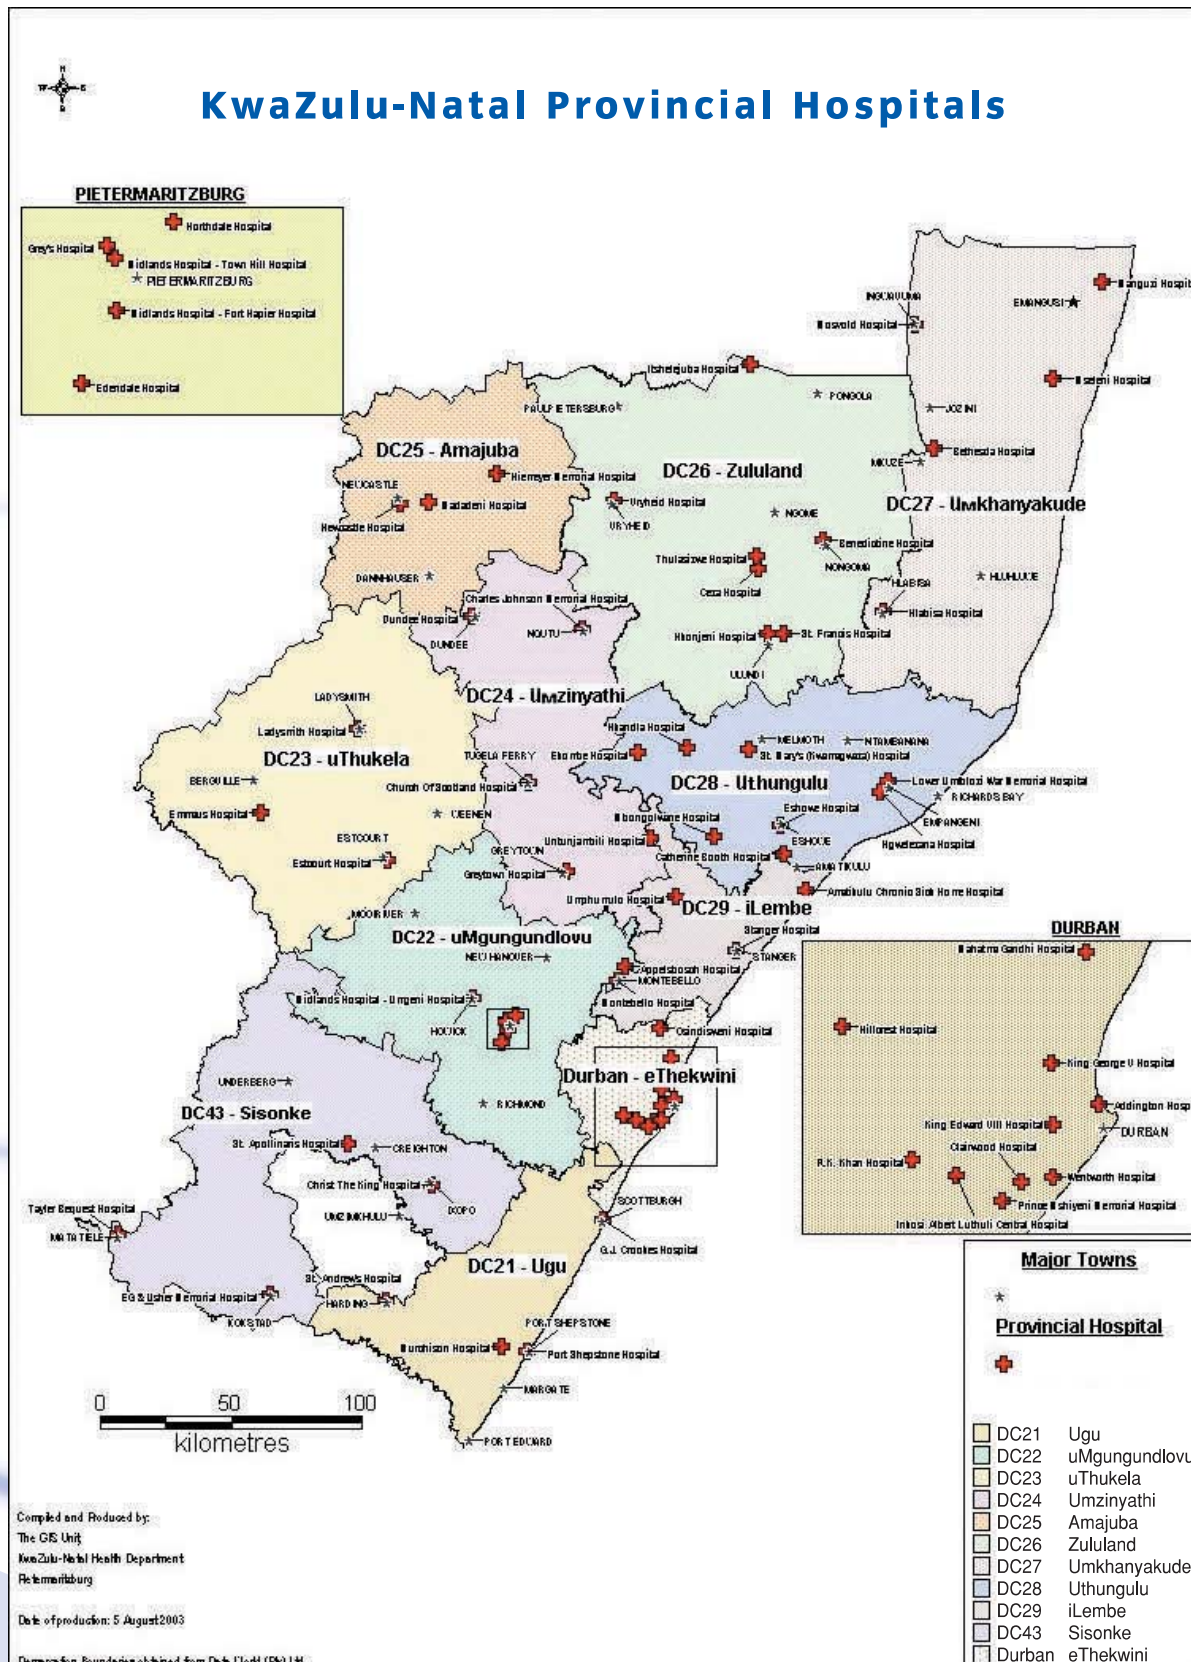 N
W E
S
KwaZulu-Natal Provincial Hospitals
PIETERMARITZBURG
Northdale Hospital
Grey's Hospital
Midlands Hospital - Town Hill Hospital
PIETERMARITZBURG
Midlands Hospital - Fort Napier Hospital
Edendale Hospital
Manguzi Hospit
INGWAVUMA
EMANGUSI
Mosvold Hospital
Itshelejuba Hospital
Mseleni Hospital
PONGOLA
PAULPIETERSBURG
JOZINI
DC25 - Amajuba
Bethesda Hospital
MKUZE
DC26 - Zululand
Niemeyer Memorial Hospital
NEWCASTLE
Madadeni Hospital
Vryheid Hospital
DC27 - Umkhanyakude
NGOME
Newcastle Hospital
VRYHEID
Benedictine Hospital
Thulasizwe Hospital
NONGOMA
DANNHAUSER
HLUHLUWE
HLABISA
Ceza Hospital
Charles Johnson Memorial Hospital
Hlabisa Hospital
Dundee Hospital
NQUTU
Nkonjeni Hospital
St. Francis Hospital
DUNDEE
ULUNDI
DC24 - Umzinyathi
LADYSMITH
Ladysmith Hospital
Nkandla Hospital
MELMOTH
NTAMBANANA
TUGELA FERRY
Ekombe Hospital
St. Mary's (Kwamagwaza) Hospital
DC23 - uThukela
BERGVILLE
Church Of Scotland Hospital
DC28 - Uthungulu
Lower Umfolozi War Memorial Hospital
RICHARDS BAY
Emmaus Hospital
WEENEN
Eshowe Hospital
Mbongolwane Hospital
EMPANGENI
ESTCOURT
Untunjambili Hospital
ESHOWE
Ngwelezana Hospital
GREYTOWN
Catherine Booth Hospital
Estcourt Hospital
Greytown Hospital
AMATIKULU
Amatikulu Chronic Sick Home Hospital
Umphumulo Hospital
MOOI RIVER
DC29 - iLembe
DC22 - uMgungundlovu
Stanger Hospital
DURBAN
STANGER
NEW HANOVER
Mahatma Gandhi Hospital
Appelsbosch Hospital
MONTEBELLO
Midlands Hospital - Umgeni Hospital
Montebello Hospital
HOWICK
Osindisweni Hospital
Hillcrest Hospital
King George V Hospital
Durban - eThekwini
UNDERBERG
RICHMOND
Addington Hosp
DC43 - Sisonke
King Edward VIII Hospital
DURBAN
St. Apollinaris Hospital
CREIGHTON
Clairwood Hospital
R.K. Khan Hospital
Christ The King Hospital
Wentworth Hospital
SCOTTBURGH
Prince Mshiyeni Memorial Hospital
Tayler Bequest Hospital
UMZIMKHULU
IXOPO
Inkosi Albert Luthuli Central Hospital
MATATIELE
G.J. Crookes Hospital
DC21 - Ugu
St. Andrews Hospital
EG & Usher Memorial Hospital
HARDING
KOKSTAD
PORT SHEPSTONE
Murchison Hospital
Port Shepstone Hospital
MARGATE
PORT EDWARD
0 50 100
kilometres
Major Towns
Provincial Hospital
DC21 Ugu
DC22 uMgungundlovu
DC23 uThukela
DC24 Umzinyathi
DC25 Amajuba
DC26 Zululand
DC27 Umkhanyakude
DC28 Uthungulu
DC29 iLembe
DC43 Sisonke
Durban eThekwini
Compiled and Produced by:
The GIS Unit
KwaZulu-Natal Health Department
Pietermaritzburg
Date of production: 5 August 2003